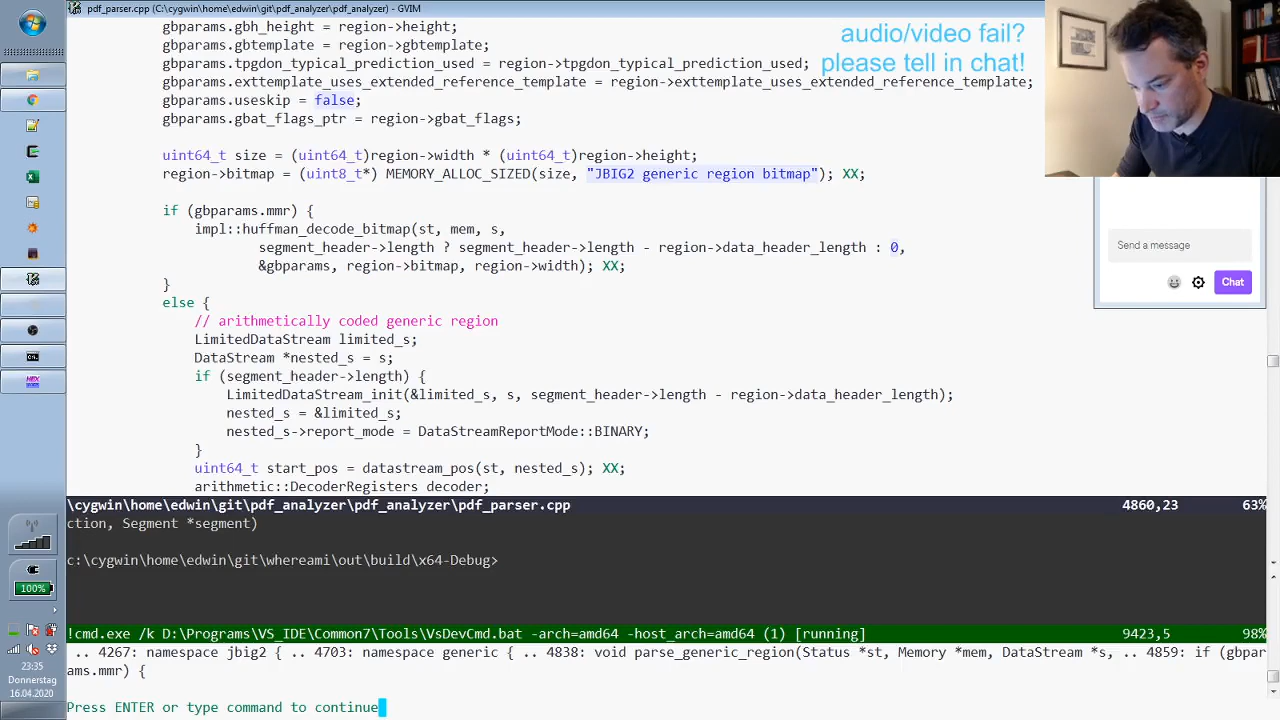 pdf_parser.cpp (C:\cygwin\home\edwin\git\pdf_analyzer\pdf_analyzer) - GVIM
gbparams.gbh_height = region->height;
gbparams.gbtemplate = region->gbtemplate;
gbparams.tpgdon_typical_prediction_used = region->tpgdon_typical_prediction_used;
gbparams.exttemplate_uses_extended_reference_template = region->exttemplate_uses_extended_reference_template;
gbparams.useskip = false;
gbparams.gbat_flags_ptr = region->gbat_flags;
uint64_t size = (uint64_t)region->width * (uint64_t)region->height;
region->bitmap = (uint8_t*) MEMORY_ALLOC_SIZED(size, "JBIG2 generic region bitmap"); XX;
if (gbparams.mmr) {
impl::huffman_decode_bitmap(st, mem, s,
segment_header->length ? segment_header->length - region->data_header_length : 0,
&gbparams, region->bitmap, region->width); XX;
}
else {
// arithmetically coded generic region
LimitedDataStream limited_s;
DataStream *nested_s = s;
if (segment_header->length) {
LimitedDataStream_init(&limited_s, s, segment_header->length - region->data_header_length);
nested_s = &limited_s;
nested_s->report_mode = DataStreamReportMode::BINARY;
}
uint64_t start_pos = datastream_pos(st, nested_s); XX;
arithmetic::DecoderRegisters decoder;
\cygwin\home\edwin\git\pdf_analyzer\pdf_analyzer\pdf_parser.cpp 4860,23 63%
ction, Segment *segment)
c:\cygwin\home\edwin\git\whereami\out\build\x64-Debug>
!cmd.exe /k D:\Programs\VS_IDE\Common7\Tools\VsDevCmd.bat -arch=amd64 -host_arch=amd64 (1) [running] 9423,5 98%
.. 4267: namespace jbig2 { .. 4703: namespace generic { .. 4838: void parse_generic_region(Status *st, Memory *mem, DataStream *s, .. 4859: if (gbpar
ams.mmr) {
Press ENTER or type command to continue
audio/video fail?
please tell in chat!
Send a message
Chat
HEX
100%
23:35
Donnerstag
16.04.2020